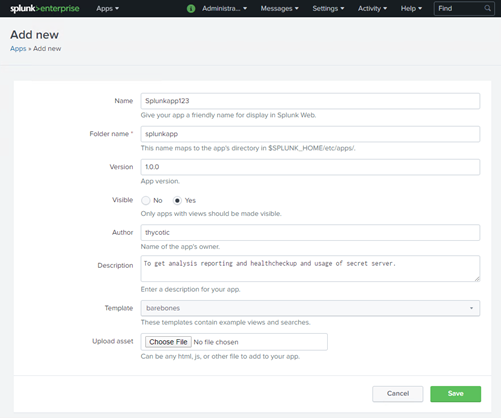 splunk>enterprise Apps Administra... Messages Settings Activity Help Find
Add new
Apps » Add new
Name Splunkapp123
Give your app a friendly name for display in Splunk Web.
Folder name * splunkapp
This name maps to the app's directory in $SPLUNK_HOME/etc/apps/.
Version 1.0.0
App version.
Visible No Yes
Only apps with views should be made visible.
Author thycotic
Name of the app's owner.
Description To get analysis reporting and healthcheckup and usage of secret server.
Enter a description for your app.
Template barebones
These templates contain example views and searches.
Upload asset Choose File No file chosen
Can be any html, js, or other file to add to your app.
Cancel Save